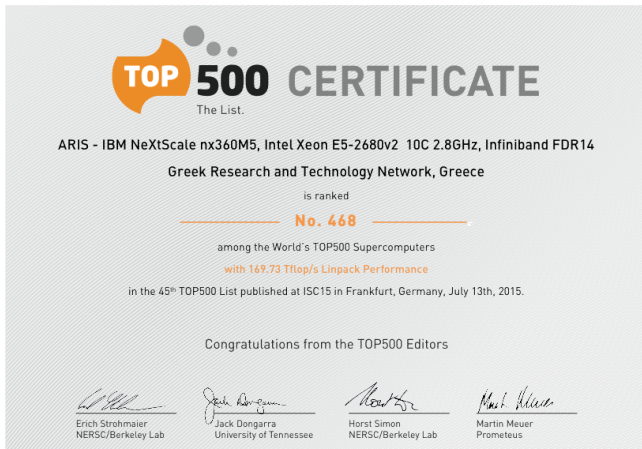 TOP 500 CERTIFICATE
The List.
ARIS - IBM NeXtScale nx360M5, Intel Xeon E5-2680v2 10C 2.8GHz, Infiniband FDR14
Greek Research and Technology Network, Greece
is ranked
No. 468
among the World's TOP500 Supercomputers
with 169.73 Tflop/s Linpack Performance
in the 45th TOP500 List published at ISC15 in Frankfurt, Germany, July 13th, 2015.
Congratulations from the TOP500 Editors
Erich Strohmaier
NERSC/Berkeley Lab
Jack Dongarra
University of Tennessee
Horst Simon
NERSC/Berkeley Lab
Martin Meuer
Prometeus